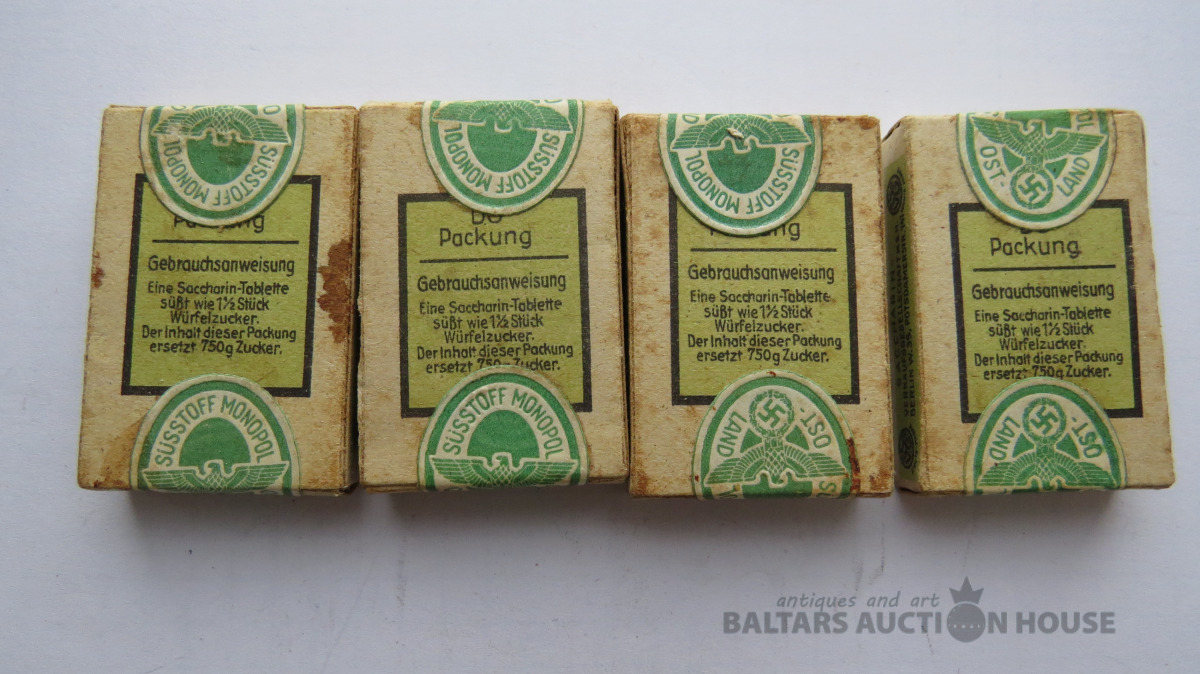 SÜSSTOFF MONOPOL
Packung
Gebrauchsanweisung
Eine Saccharin-Tablette
süßt wie 1½ Stück
Würfelzucker.
Der Inhalt dieser Packung
ersetzt 750g Zucker.
SÜSSTOFF MONOPOL
SÜSSTOFF MONOPOL
Packung
Gebrauchsanweisung
Eine Saccharin-Tablette
süßt wie 1½ Stück
Würfelzucker.
Der Inhalt dieser Packung
ersetzt 750g Zucker.
SÜSSTOFF MONOPOL
SÜSSTOFF MONOPOL
Packung
Gebrauchsanweisung
Eine Saccharin-Tablette
süßt wie 1½ Stück
Würfelzucker.
Der Inhalt dieser Packung
ersetzt 750g Zucker.
OST-LAND
OST-LAND
Packung
Gebrauchsanweisung
Eine Saccharin-Tablette
süßt wie 1½ Stück
Würfelzucker.
Der Inhalt dieser Packung
ersetzt 750g Zucker.
OST-LAND
antiques and art
BALTARS AUCTION HOUSE